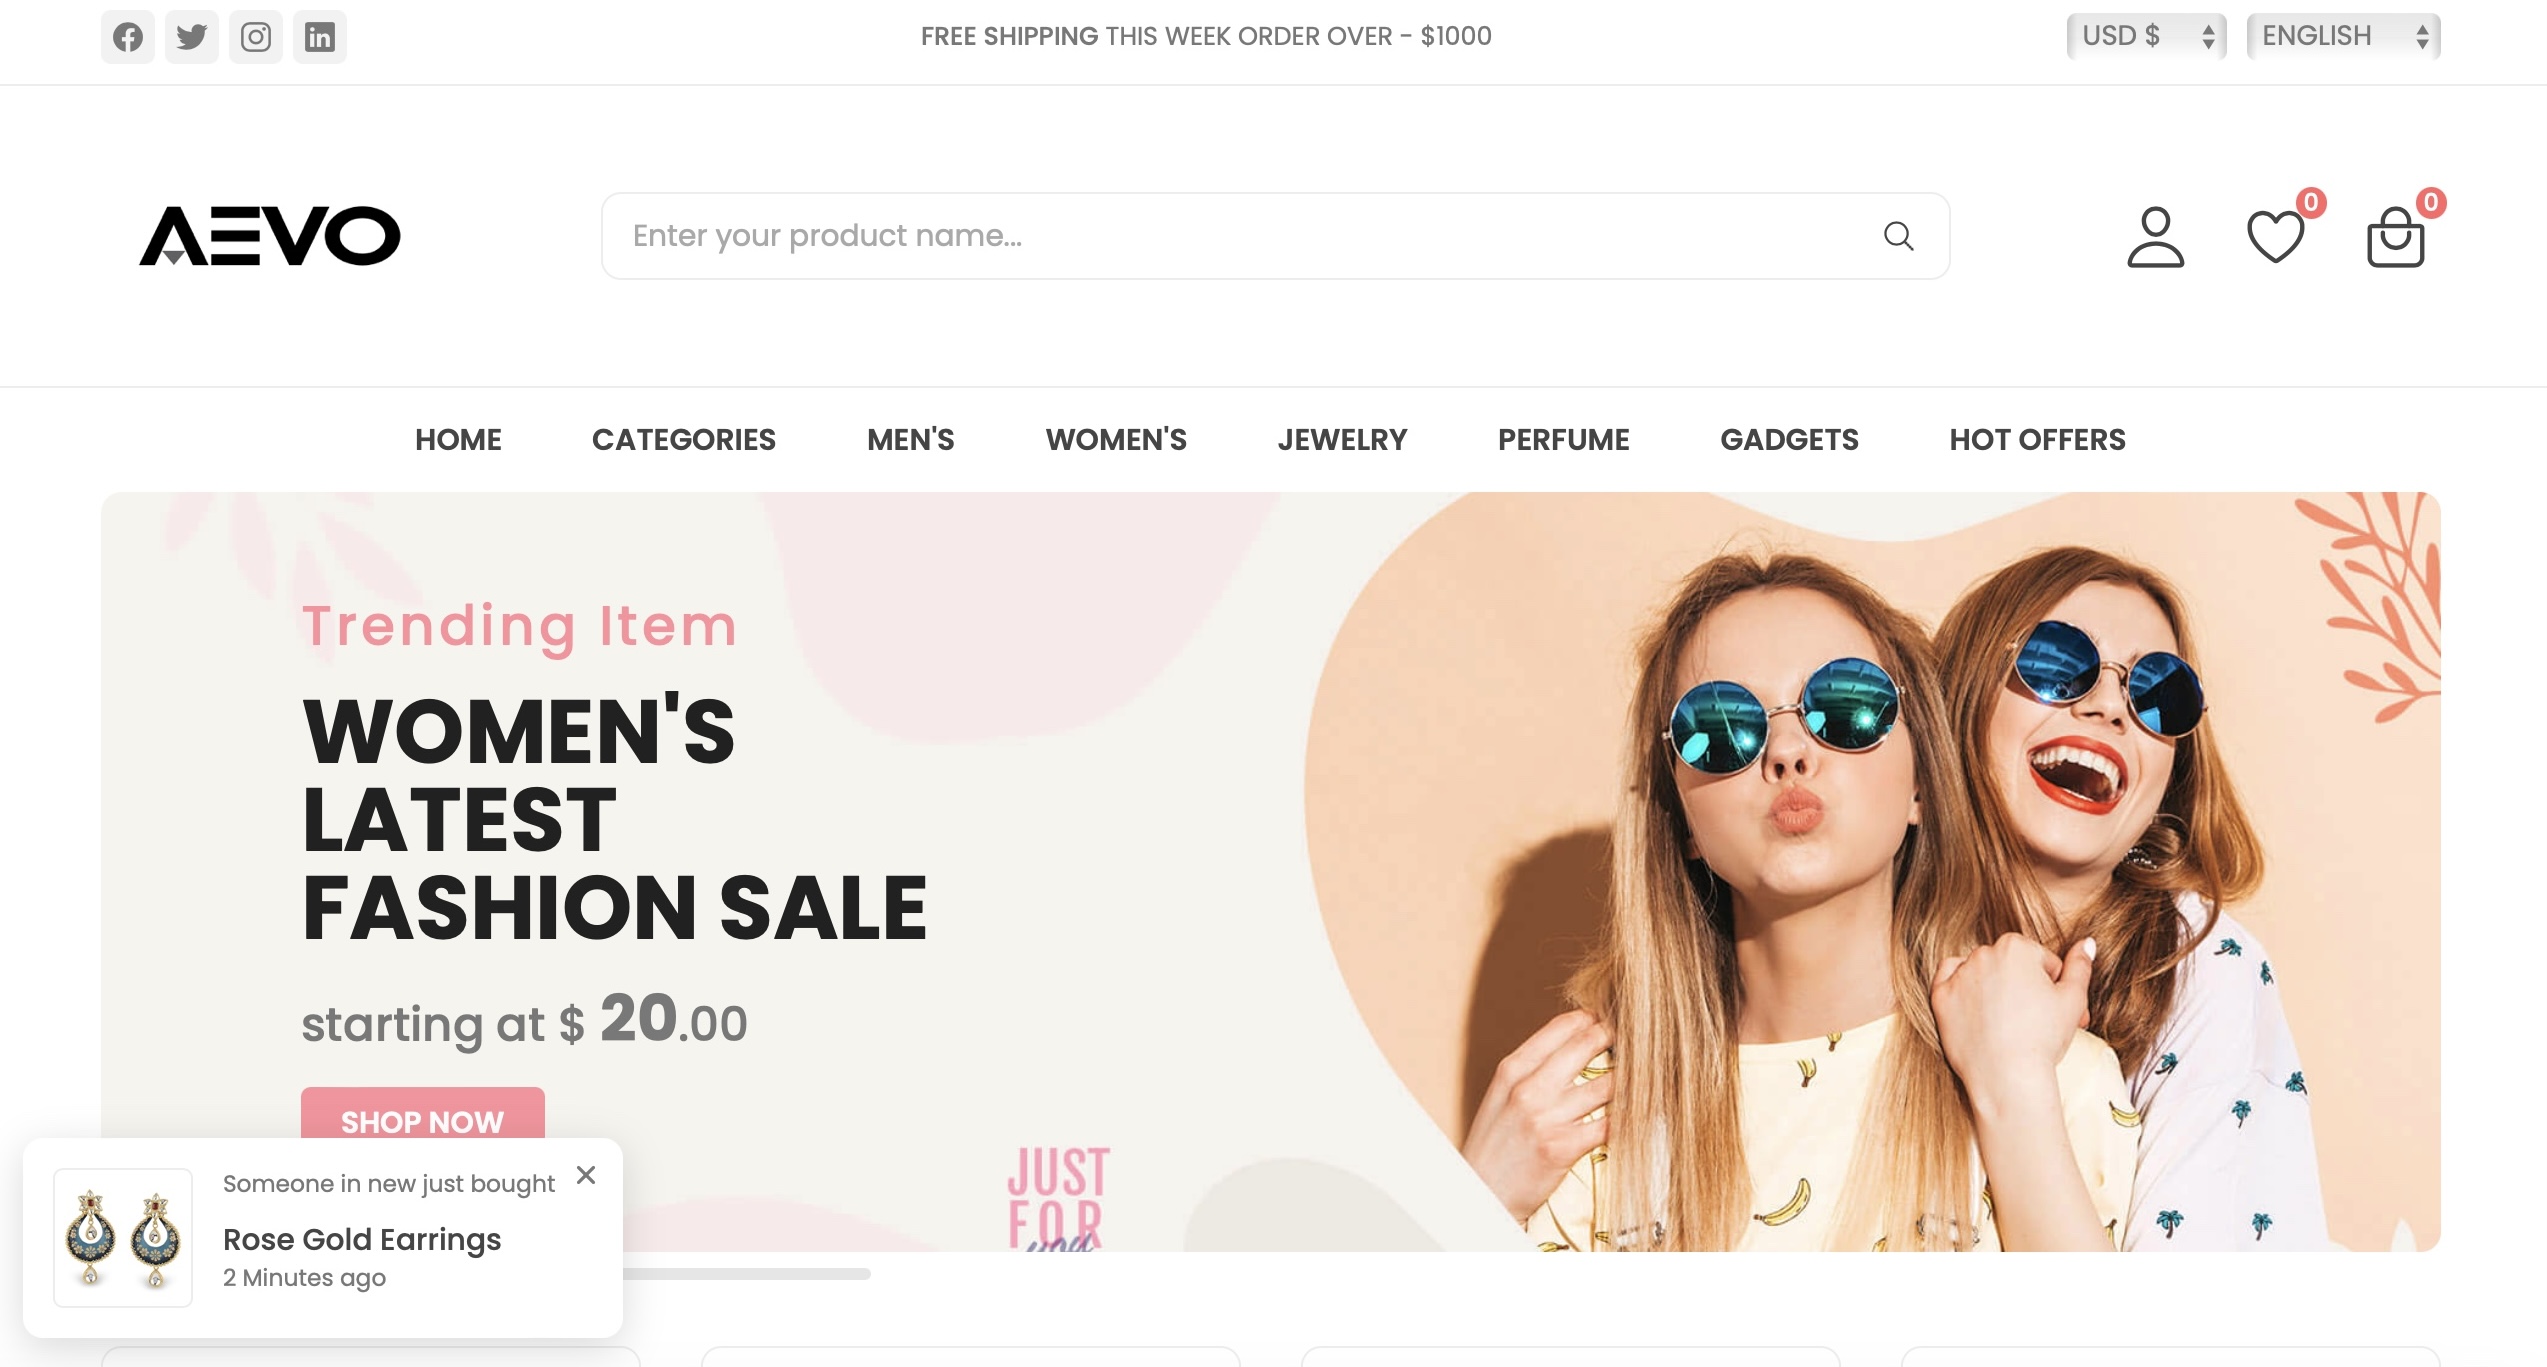 FREE SHIPPING THIS WEEK ORDER OVER - $1000
USD $
ENGLISH
AEVO
Enter your product name...
0
0
HOME
CATEGORIES
MEN'S
WOMEN'S
JEWELRY
PERFUME
GADGETS
HOT OFFERS
Trending Item
WOMEN'S
LATEST
FASHION SALE
starting at $ 20.00
SHOP NOW
JUST
FOR
you
Someone in new just bought
Rose Gold Earrings
2 Minutes ago